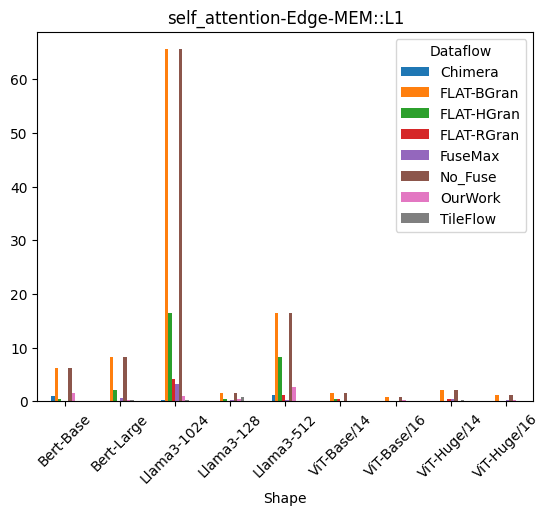 self_attention-Edge-MEM::L1
Dataflow
Chimera
FLAT-BGran
FLAT-HGran
FLAT-RGran
FuseMax
No_Fuse
OurWork
TileFlow
60
50
40
30
20
10
0
Bert-Base
Bert-Large
Llama3-1024
Llama3-128
Llama3-512
ViT-Base/14
ViT-Base/16
ViT-Huge/14
ViT-Huge/16
Shape